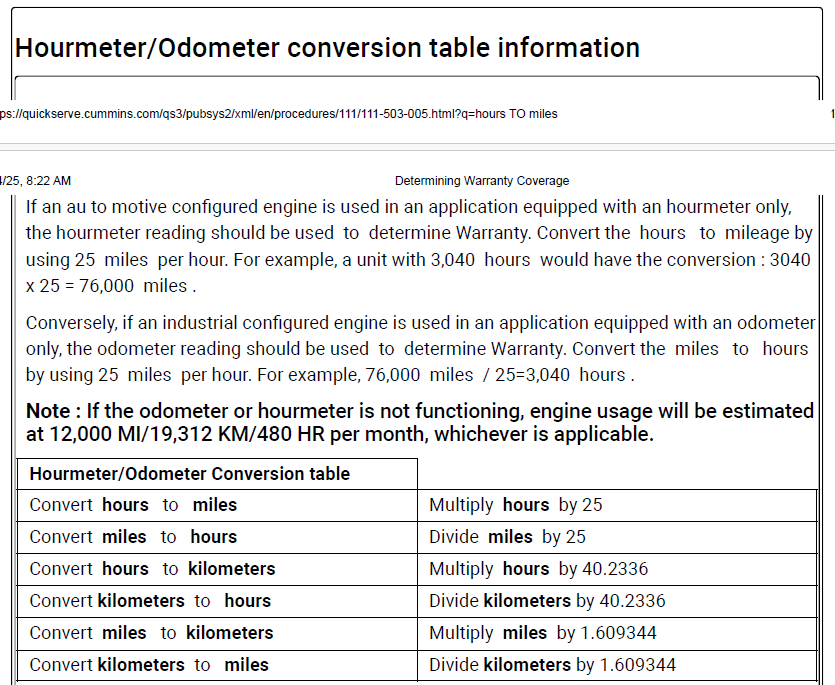 Hourmeter/Odometer conversion table information
ps://quickserve.cummins.com/qs3/pubsys2/xml/en/procedures/111/111-503-005.html?q=hours TO miles
1
/25, 8:22 AM
Determining Warranty Coverage
If an au to motive configured engine is used in an application equipped with an hourmeter only,
the hourmeter reading should be used to determine Warranty. Convert the hours to mileage by
using 25 miles per hour. For example, a unit with 3,040 hours would have the conversion : 3040
x 25 = 76,000 miles .
Conversely, if an industrial configured engine is used in an application equipped with an odometer
only, the odometer reading should be used to determine Warranty. Convert the miles to hours
by using 25 miles per hour. For example, 76,000 miles / 25=3,040 hours .
Note : If the odometer or hourmeter is not functioning, engine usage will be estimated
at 12,000 MI/19,312 KM/480 HR per month, whichever is applicable.
Hourmeter/Odometer Conversion table
Convert hours to miles Multiply hours by 25
Convert miles to hours Divide miles by 25
Convert hours to kilometers Multiply hours by 40.2336
Convert kilometers to hours Divide kilometers by 40.2336
Convert miles to kilometers Multiply miles by 1.609344
Convert kilometers to miles Divide kilometers by 1.609344